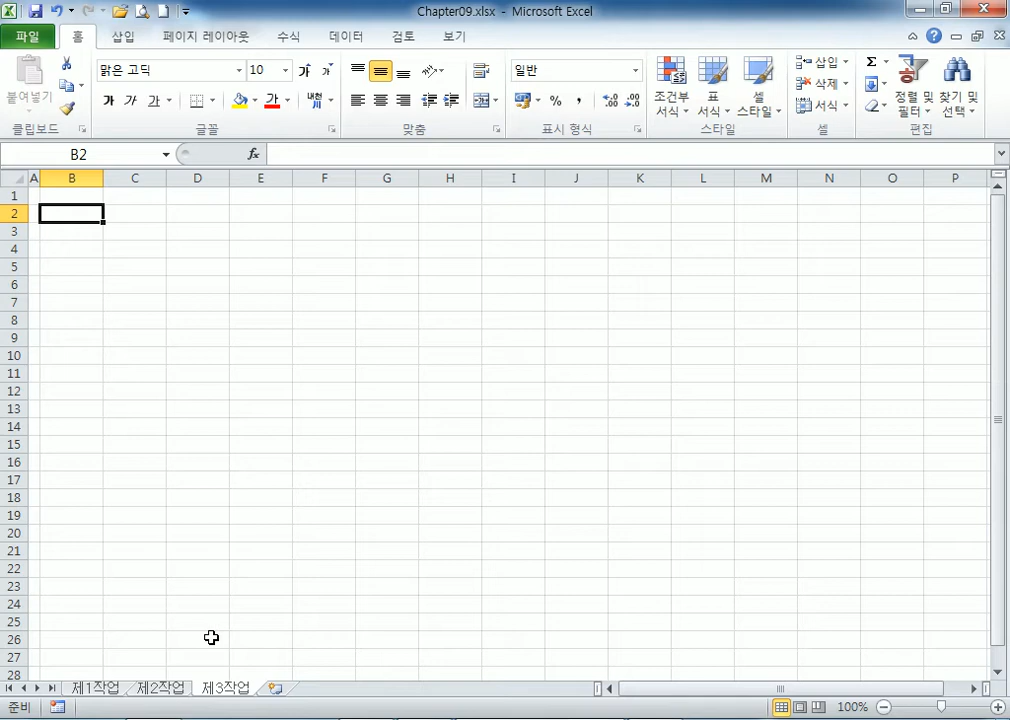 Chapter09.xlsx - Microsoft Excel
파일 홈 삽입 페이지 레이아웃 수식 데이터 검토 보기
붙여넣기
클립보드
맑은 고딕 10 가 가
가 가 가 가 내천
글꼴
맞춤
일반
% ,
표시 형식
조건부 서식
표 서식
셀 스타일
스타일
삽입
삭제
서식
셀
Σ
정렬 및 필터
찾기 및 선택
편집
B2 fx
A B C D E F G H I J K L M N O P
1
2
3
4
5
6
7
8
9
10
11
12
13
14
15
16
17
18
19
20
21
22
23
24
25
26
27
28
제1작업 제2작업 제3작업
준비 100%